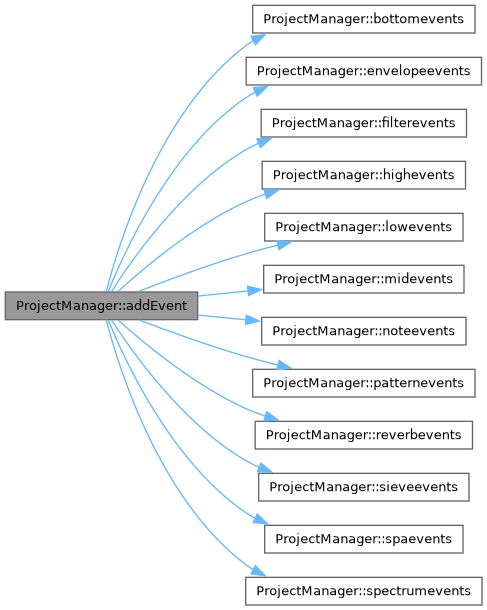 ProjectManager::bottomevents
ProjectManager::envelopeevents
ProjectManager::filterevents
ProjectManager::highevents
ProjectManager::lowevents
ProjectManager::midevents
ProjectManager::addEvent
ProjectManager::noteevents
ProjectManager::patternevents
ProjectManager::reverbevents
ProjectManager::sieveevents
ProjectManager::spaevents
ProjectManager::spectrumevents